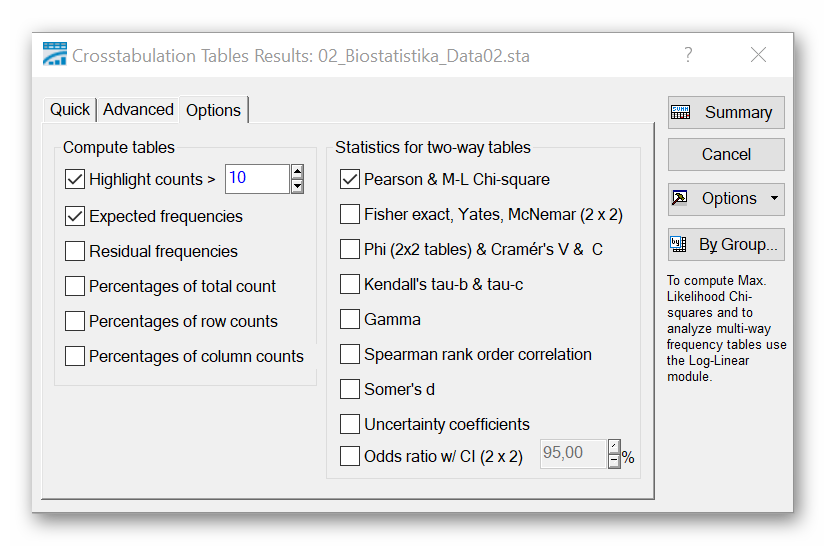 Crosstabulation Tables Results: 02_Biostatistika_Data02.sta
?
Quick
Advanced
Options
Compute tables
Highlight counts >
10
Expected frequencies
Residual frequencies
Percentages of total count
Percentages of row counts
Percentages of column counts
Statistics for two-way tables
Pearson & M-L Chi-square
Fisher exact, Yates, McNemar (2 x 2)
Phi (2x2 tables) & Cramér's V & C
Kendall's tau-b & tau-c
Gamma
Spearman rank order correlation
Somer's d
Uncertainty coefficients
Odds ratio w/ CI (2 x 2)
95,00
%
Summary
Cancel
Options
By Group...
To compute Max.
Likelihood Chi-
squares and to
analyze multi-way
frequency tables use
the Log-Linear
module.